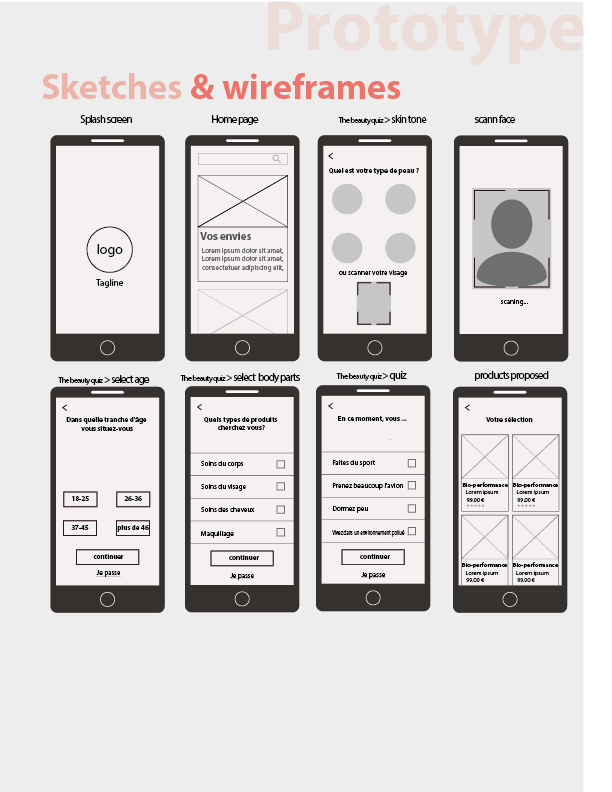 Prototype
Sketches & wireframes
Splash screen
Home page
The beauty quiz > skin tone
scann face
logo
Tagline
Vos envies
Lorem ipsum dolor sit amet,
Lorem ipsum dolor sit amet,
consectetuer adipiscing elit,
<
Quel est votre type de peau ?
ou scanner votre visage
scaning...
The beauty quiz > select age
The beauty quiz > select body parts
The beauty quiz > quiz
products proposed
<
Dans quelle tranche d'âge
vous situez-vous
18-25
26-36
37-45
plus de 46
continuer
Je passe
<
Quels types de produits
cherchez vous?
Soins du corps
Soins du visage
Soins des cheveux
Maquillage
continuer
Je passe
<
En ce moment, vous ...
Faites du sport
Prenez beaucoup l'avion
Dormez peu
Vivez dans un environnement pollué
continuer
Je passe
<
Votre sélection
Bio-performance
Lorem ipsum
99.00 €
*****
Bio-performance
Lorem ipsum
99.00 €
*****
Bio-performance
Lorem ipsum
99.00 €
Bio-performance
Lorem ipsum
99.00 €